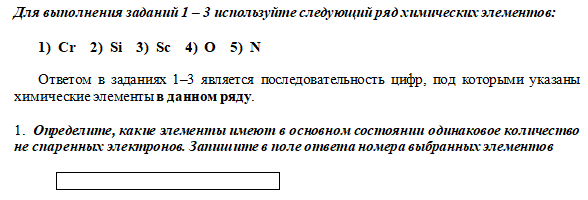 Для выполнения заданий 1 – 3 используйте следующий ряд химических элементов:
1) Cr 2) Si 3) Sc 4) O 5) N
Ответом в заданиях 1–3 является последовательность цифр, под которыми указаны
химические элементы в данном ряду.
1. Определите, какие элементы имеют в основном состоянии одинаковое количество
не спаренных электронов. Запишите в поле ответа номера выбранных элементов